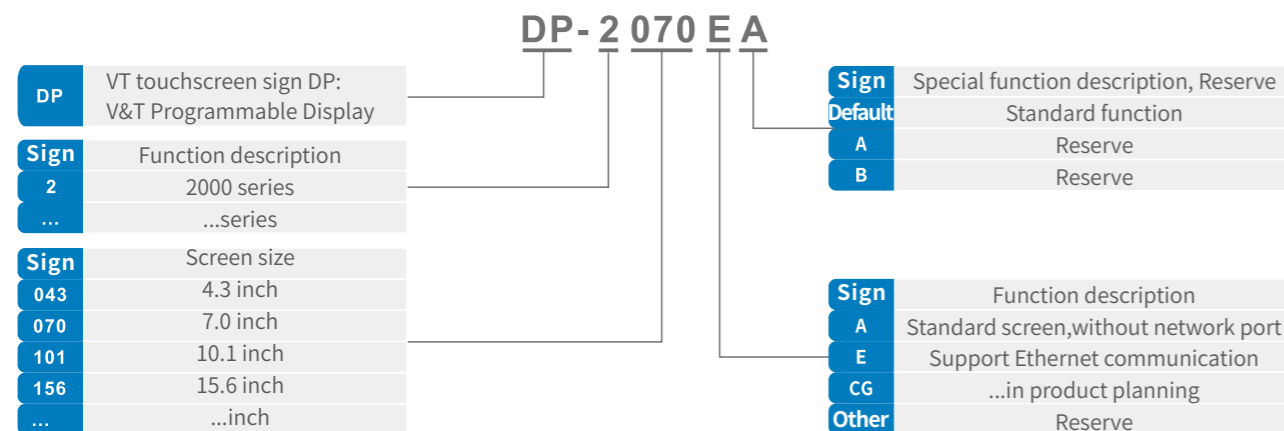 DP- 2 070 E A
DP VT touchscreen sign DP:
V&T Programmable Display
Sign Function description
2 2000 series
... ...series
Sign Screen size
043 4.3 inch
070 7.0 inch
101 10.1 inch
156 15.6 inch
... ...inch
Sign Special function description, Reserve
Default Standard function
A Reserve
B Reserve
Sign Function description
A Standard screen,without network port
E Support Ethernet communication
CG ...in product planning
Other Reserve